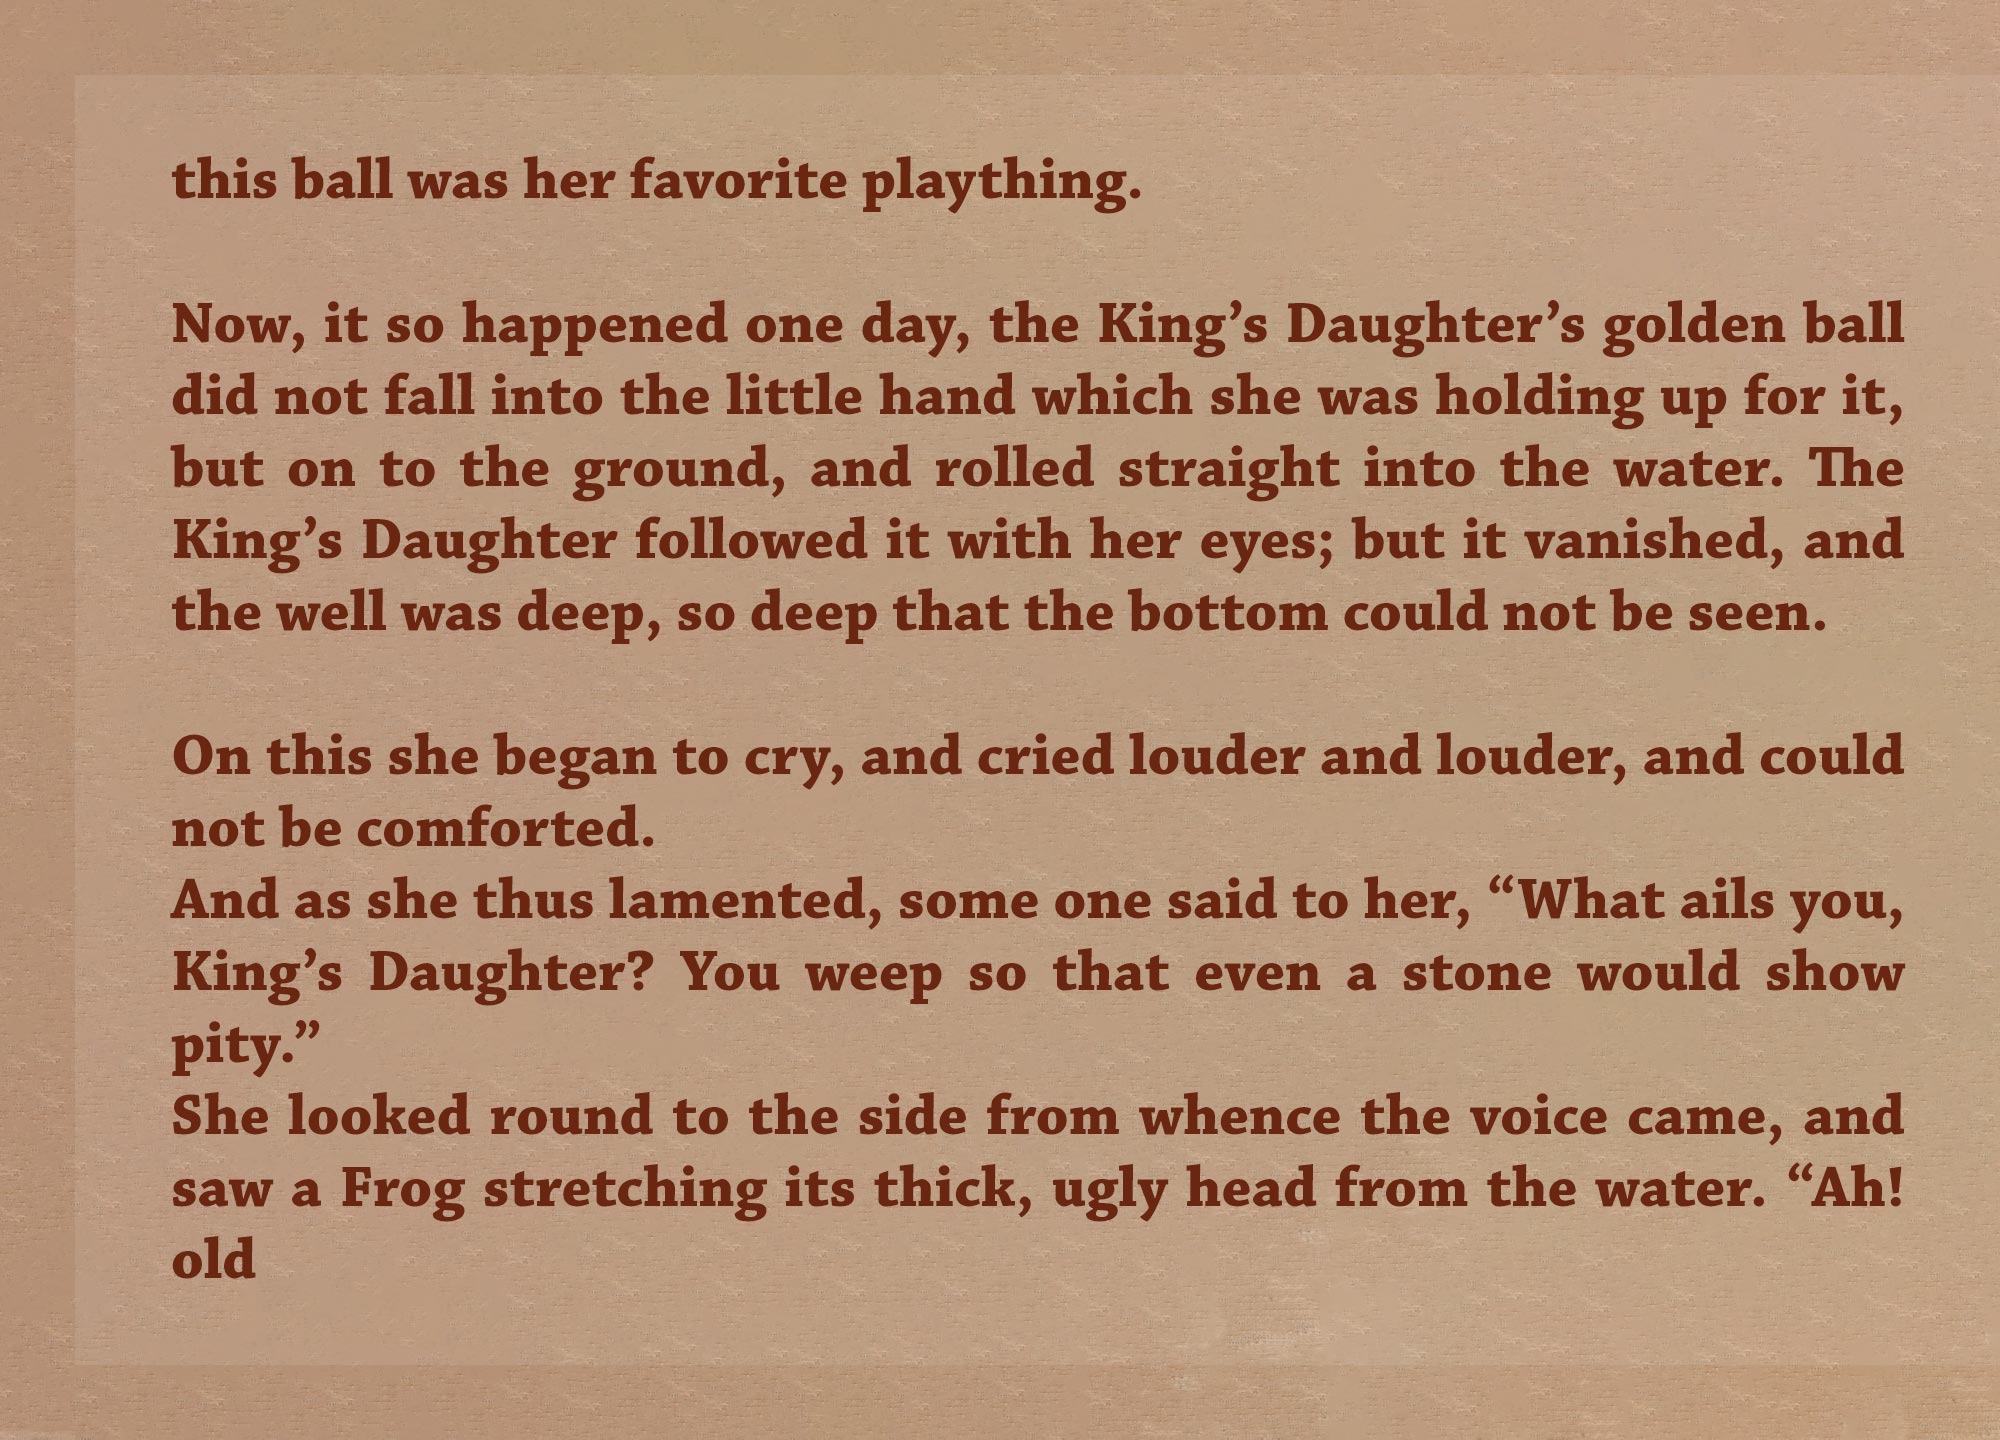 this ball was her favorite plaything.
Now, it so happened one day, the King’s Daughter’s golden ball
did not fall into the little hand which she was holding up for it,
but on to the ground, and rolled straight into the water. The
King’s Daughter followed it with her eyes; but it vanished, and
the well was deep, so deep that the bottom could not be seen.
On this she began to cry, and cried louder and louder, and could
not be comforted.
And as she thus lamented, some one said to her, “What ails you,
King’s Daughter? You weep so that even a stone would show
pity.”
She looked round to the side from whence the voice came, and
saw a Frog stretching its thick, ugly head from the water. “Ah!
old